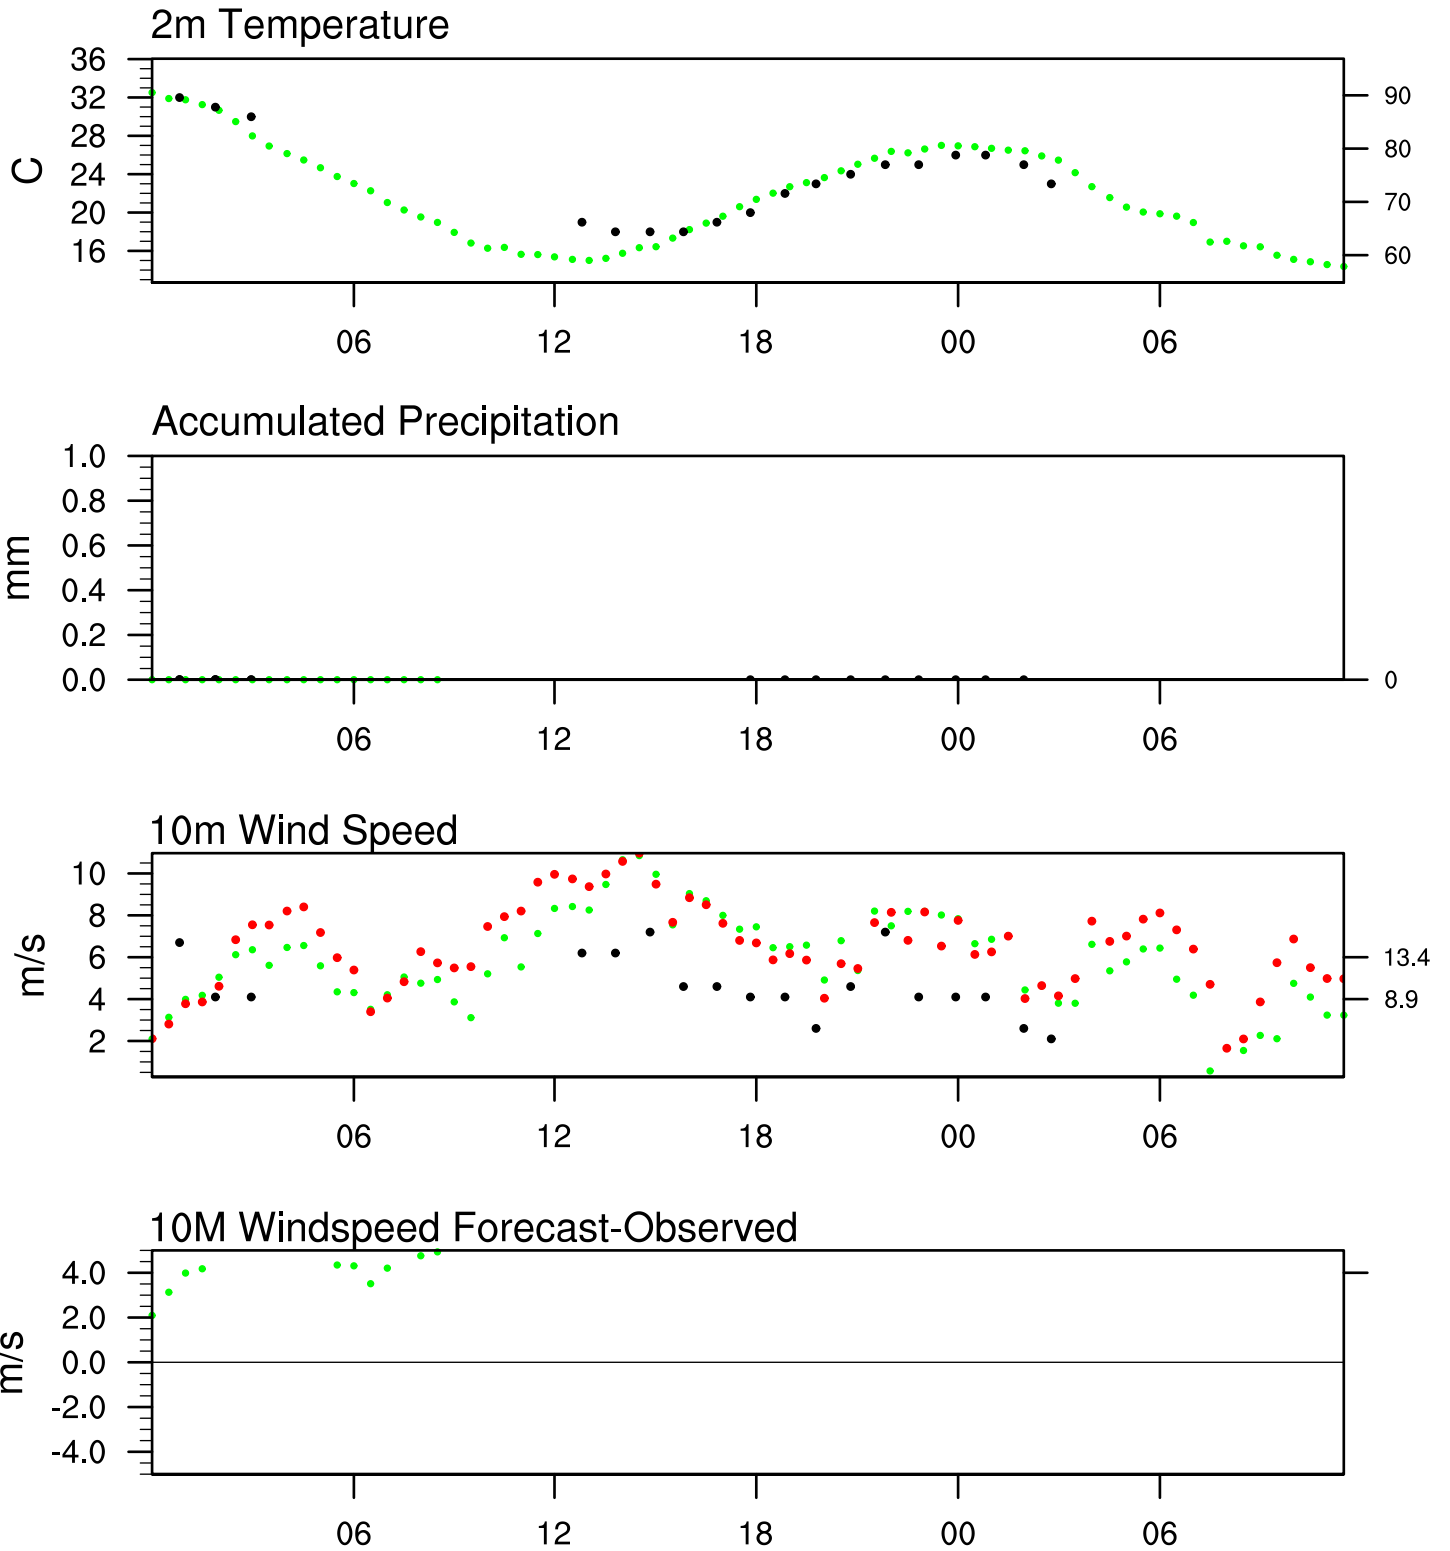 2m Temperature
36
32
28
24
20
16
C
90
80
70
60
06 12 18 00 06
Accumulated Precipitation
1.0
0.8
0.6
0.4
0.2
0.0
mm
0
06 12 18 00 06
10m Wind Speed
10
8
6
4
2
m/s
13.4
8.9
06 12 18 00 06
10M Windspeed Forecast-Observed
4.0
2.0
0.0
-2.0
-4.0
m/s
06 12 18 00 06